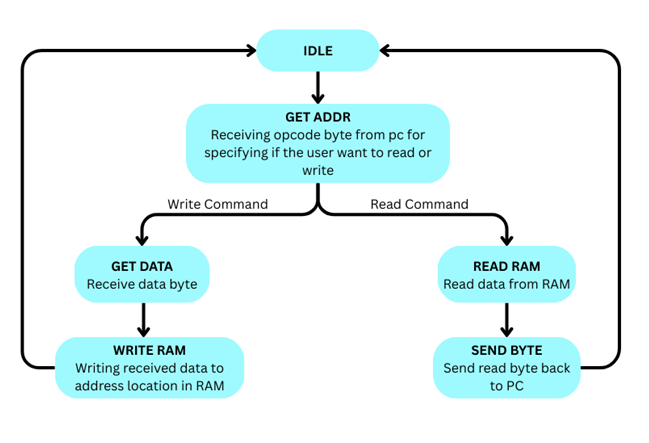 IDLE
GET ADDR
Receiving opcode byte from pc for
specifying if the user want to read or
write
Write Command
Read Command
GET DATA
Receive data byte
READ RAM
Read data from RAM
WRITE RAM
Writing received data to
address location in RAM
SEND BYTE
Send read byte back
to PC